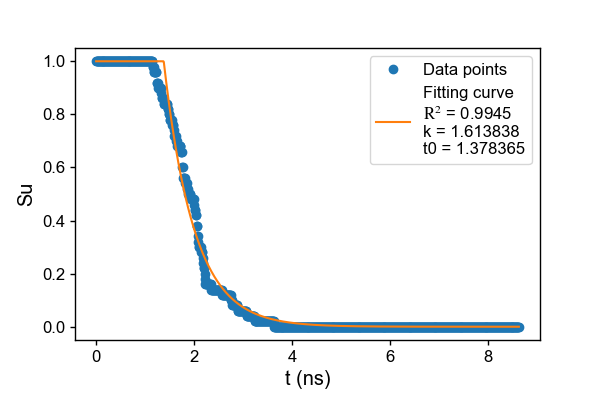 Data points
Fitting curve
R² = 0.9945
k = 1.613838
t0 = 1.378365
1.0
0.8
0.6
0.4
0.2
0.0
Su
0 2 4 6 8
t (ns)